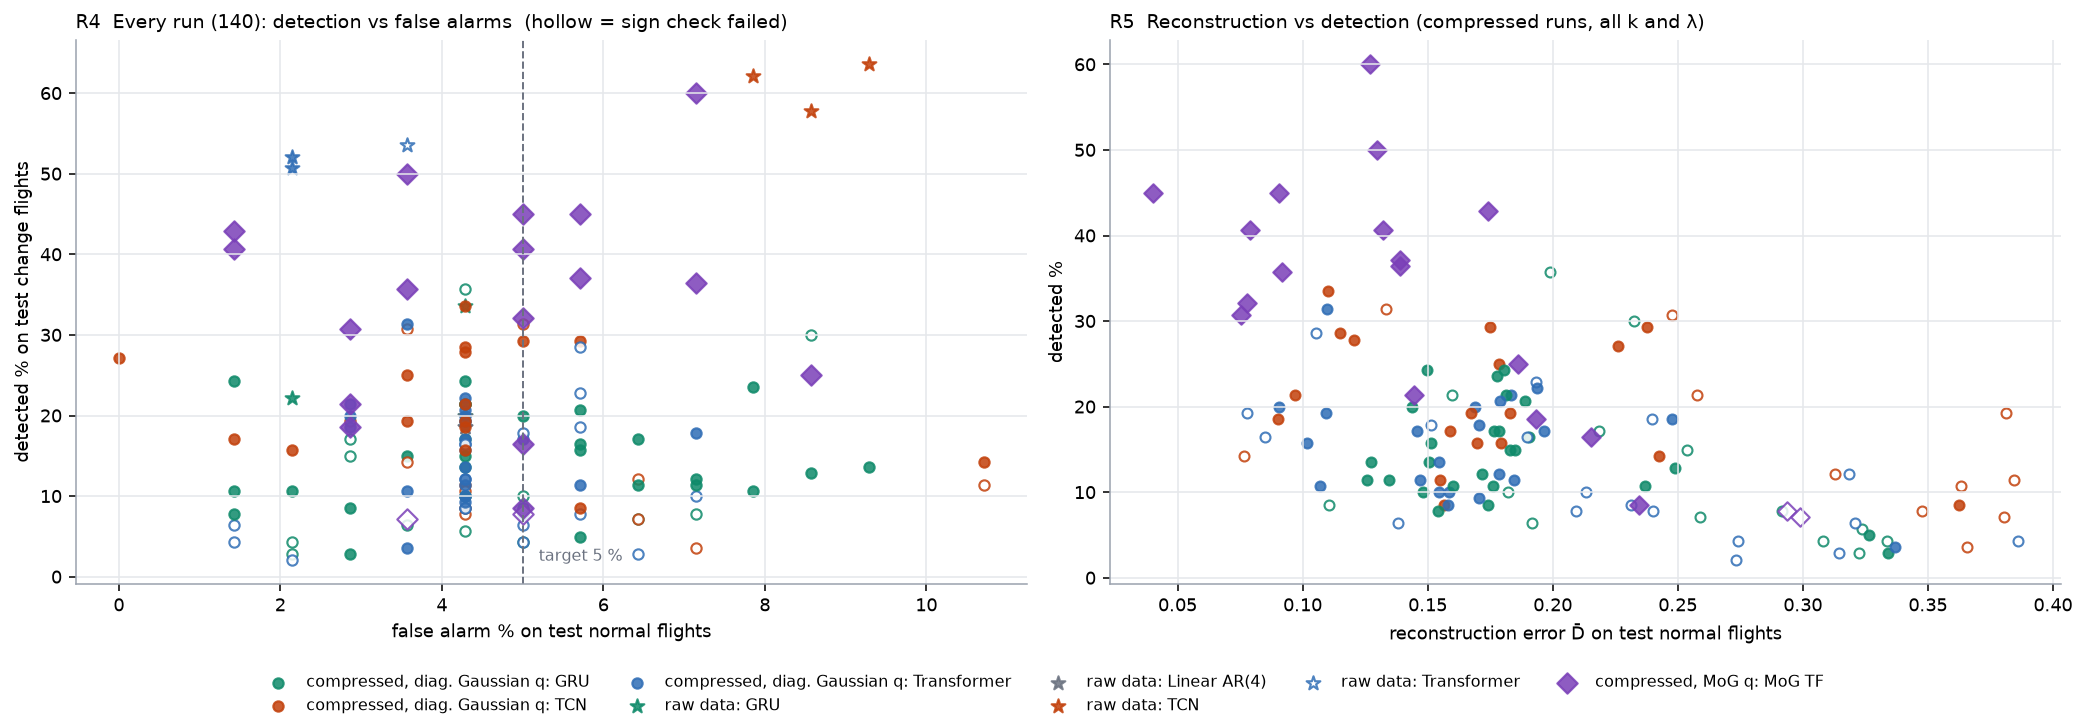 R4  Every run (140): detection vs false alarms  (hollow = sign check failed)
detected % on test change flights
60
50
40
30
20
10
0
target 5 %
0 2 4 6 8 10
false alarm % on test normal flights
R5  Reconstruction vs detection (compressed runs, all k and λ)
detected %
60
50
40
30
20
10
0
0.05 0.10 0.15 0.20 0.25 0.30 0.35 0.40
reconstruction error D̄ on test normal flights
compressed, diag. Gaussian q: GRU
compressed, diag. Gaussian q: TCN
compressed, diag. Gaussian q: Transformer
raw data: GRU
raw data: Linear AR(4)
raw data: TCN
raw data: Transformer
compressed, MoG q: MoG TF